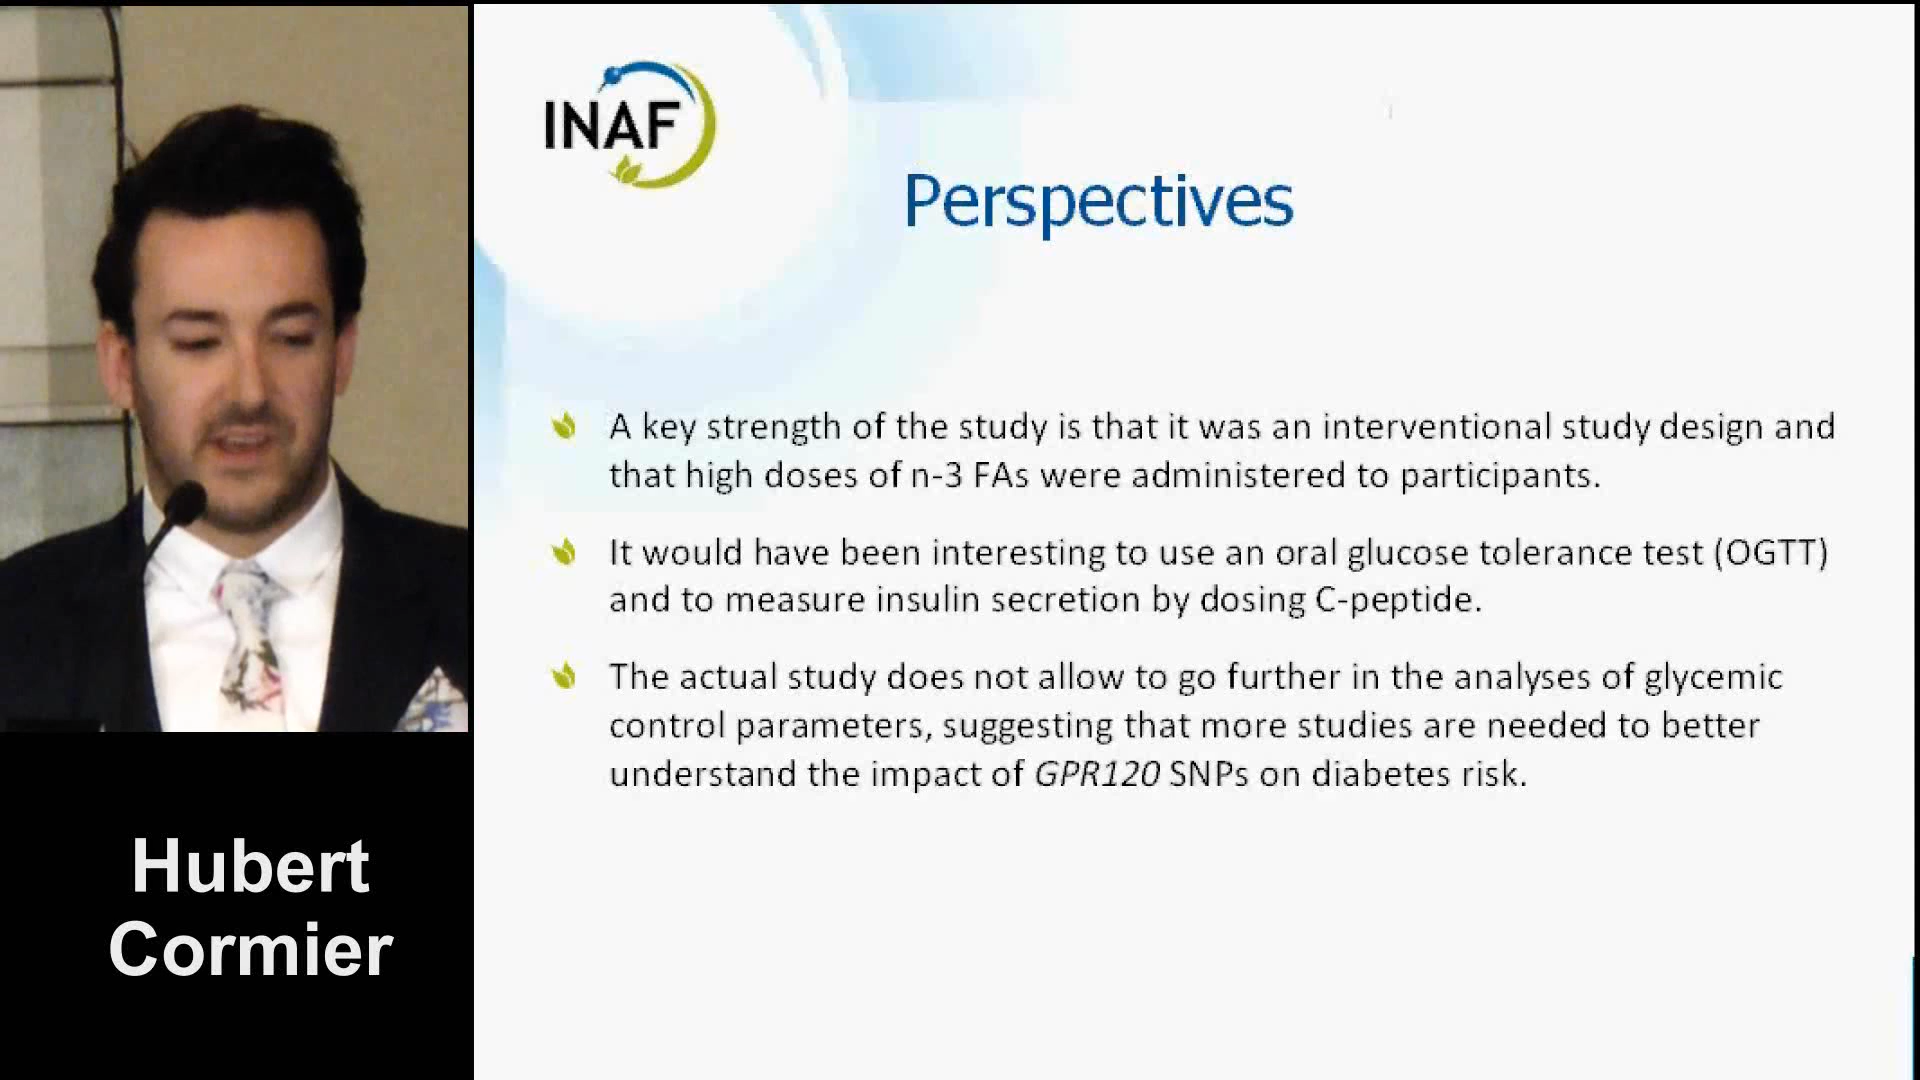 INAF
Perspectives
A key strength of the study is that it was an interventional study design and
that high doses of n-3 FAs were administered to participants.
It would have been interesting to use an oral glucose tolerance test (OGTT)
and to measure insulin secretion by dosing C-peptide.
The actual study does not allow to go further in the analyses of glycemic
control parameters, suggesting that more studies are needed to better
understand the impact of GPR120 SNPs on diabetes risk.
Hubert
Cormier